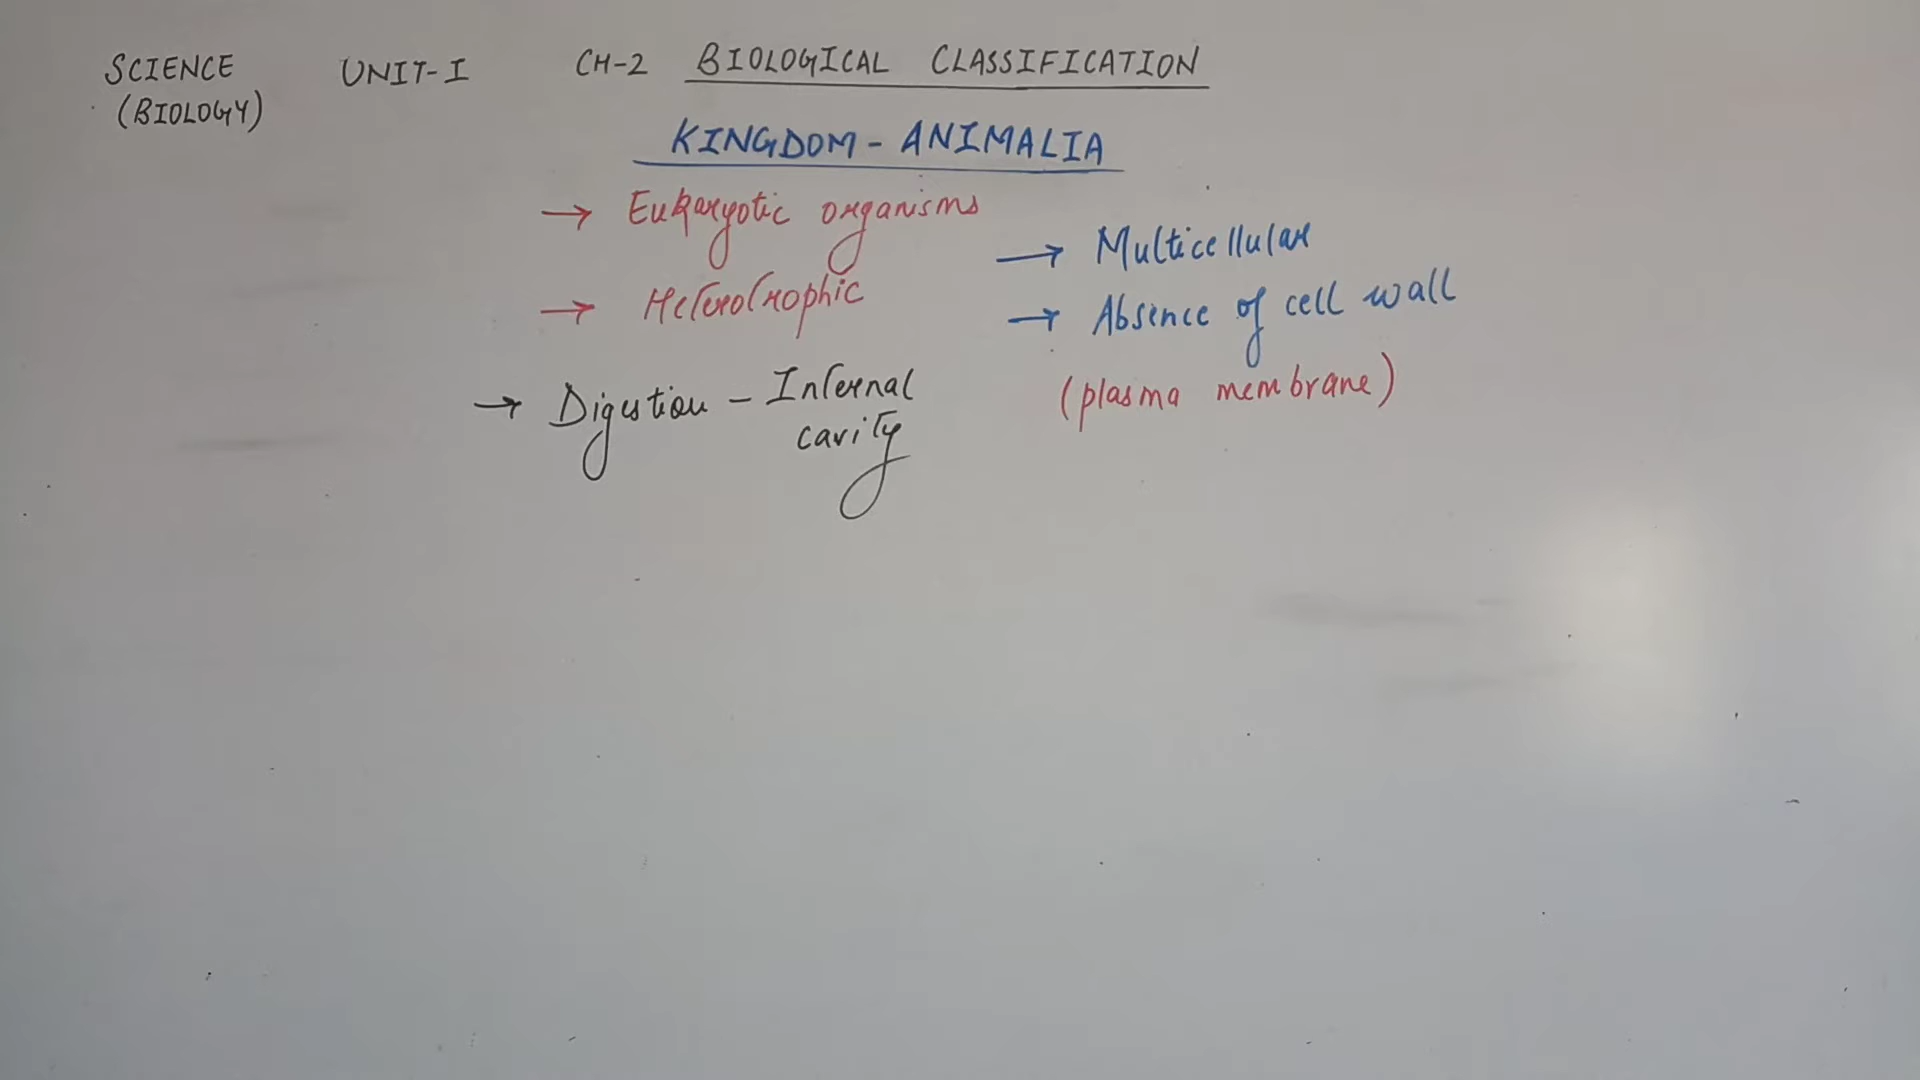 SCIENCE UNIT-I CH-2 BIOLOGICAL CLASSIFICATION
(BIOLOGY)
KINGDOM - ANIMALIA
→ Eukaryotic organisms
→ Multicellular
→ Heterotrophic
→ Absence of cell wall
(plasma membrane)
→ Digestion - Internal
cavity